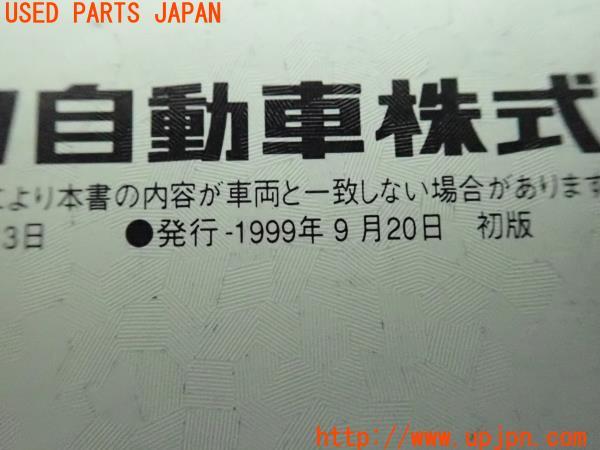 USED PARTS JAPAN
自動車株式
により本書の内容が車両と一致しない場合があります
3日 ●発行-1999年9月20日 初版
http://www.upjpn.com/